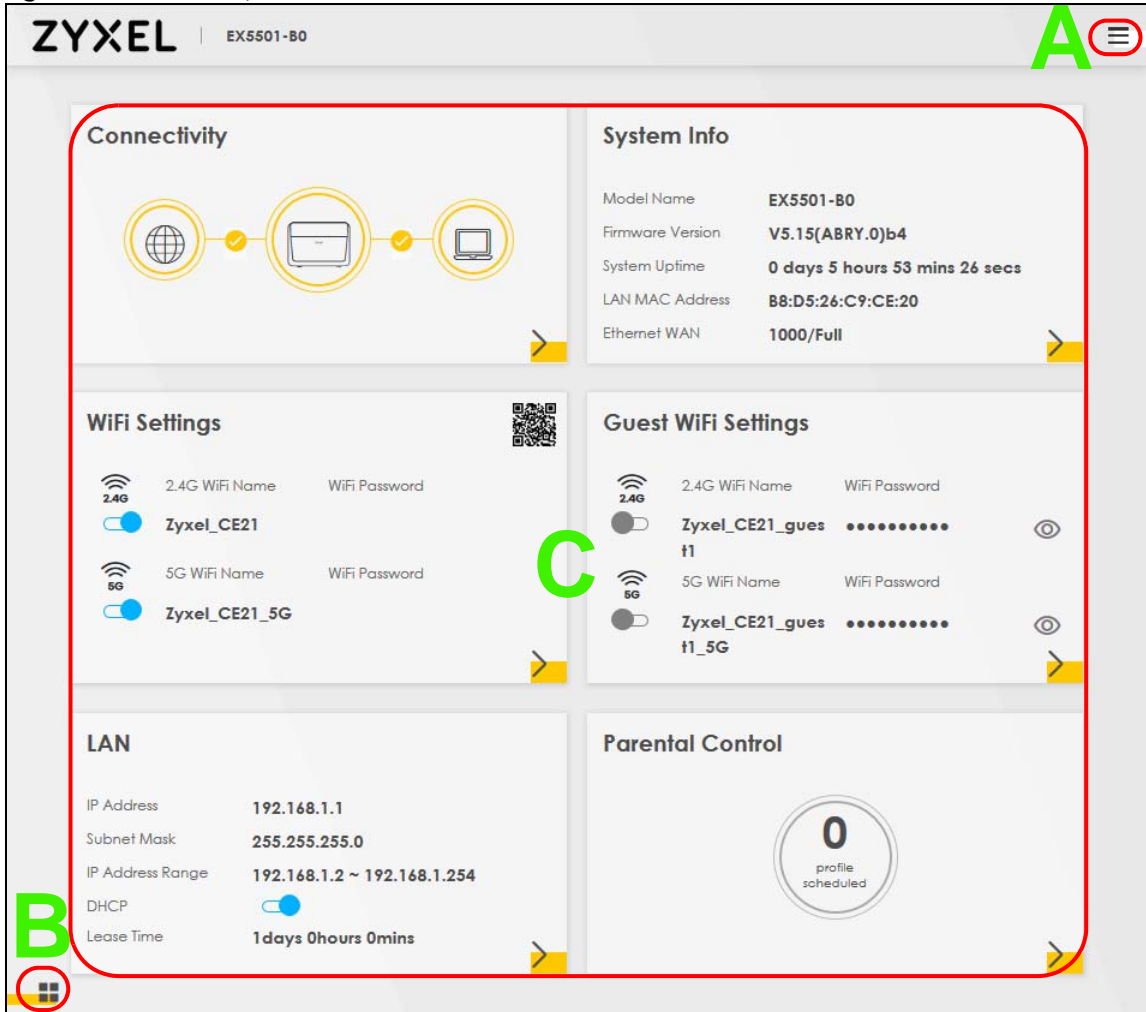 ZYXEL EX5501-B0
A
Connectivity
System Info
Model Name EX5501-B0
Firmware Version V5.15(ABRY.0)b4
System Uptime 0 days 5 hours 53 mins 26 secs
LAN MAC Address B8:D5:26:C9:CE:20
Ethernet WAN 1000/Full
WiFi Settings
2.4G
2.4G WiFi Name WiFi Password
Zyxel_CE21
5G
5G WiFi Name WiFi Password
Zyxel_CE21_5G
C
Guest WiFi Settings
2.4G
2.4G WiFi Name WiFi Password
Zyxel_CE21_gues ••••••••••
t1
5G
5G WiFi Name WiFi Password
Zyxel_CE21_gues ••••••••••
t1_5G
LAN
IP Address 192.168.1.1
Subnet Mask 255.255.255.0
IP Address Range 192.168.1.2 ~ 192.168.1.254
DHCP
Lease Time 1days 0hours 0mins
Parental Control
0
profile
scheduled
B